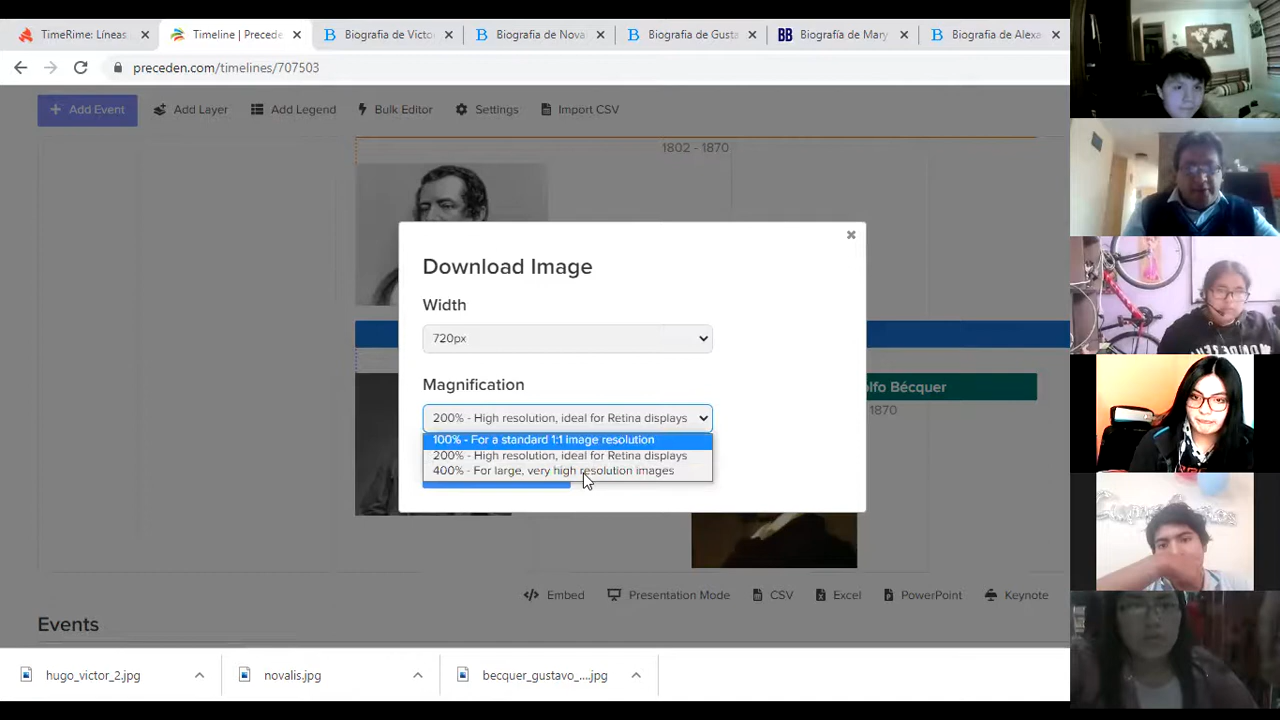 TimeRime: Líneas
Timeline | Precede
Biografia de Victo
Biografia de Nova
Biografia de Gusta
BB Biografía de Mary
Biografia de Alexa
preceden.com/timelines/707503
+ Add Event
Add Layer
Add Legend
Bulk Editor
Settings
Import CSV
1802 - 1870
Download Image
Width
720px
Magnification
200% - High resolution, ideal for Retina displays
100% - For a standard 1:1 image resolution
200% - High resolution, ideal for Retina displays
400% - For large, very high resolution images
olfo Bécquer
1870
Embed
Presentation Mode
CSV
Excel
PowerPoint
Keynote
Events
hugo_victor_2.jpg
novalis.jpg
becquer_gustavo_....jpg